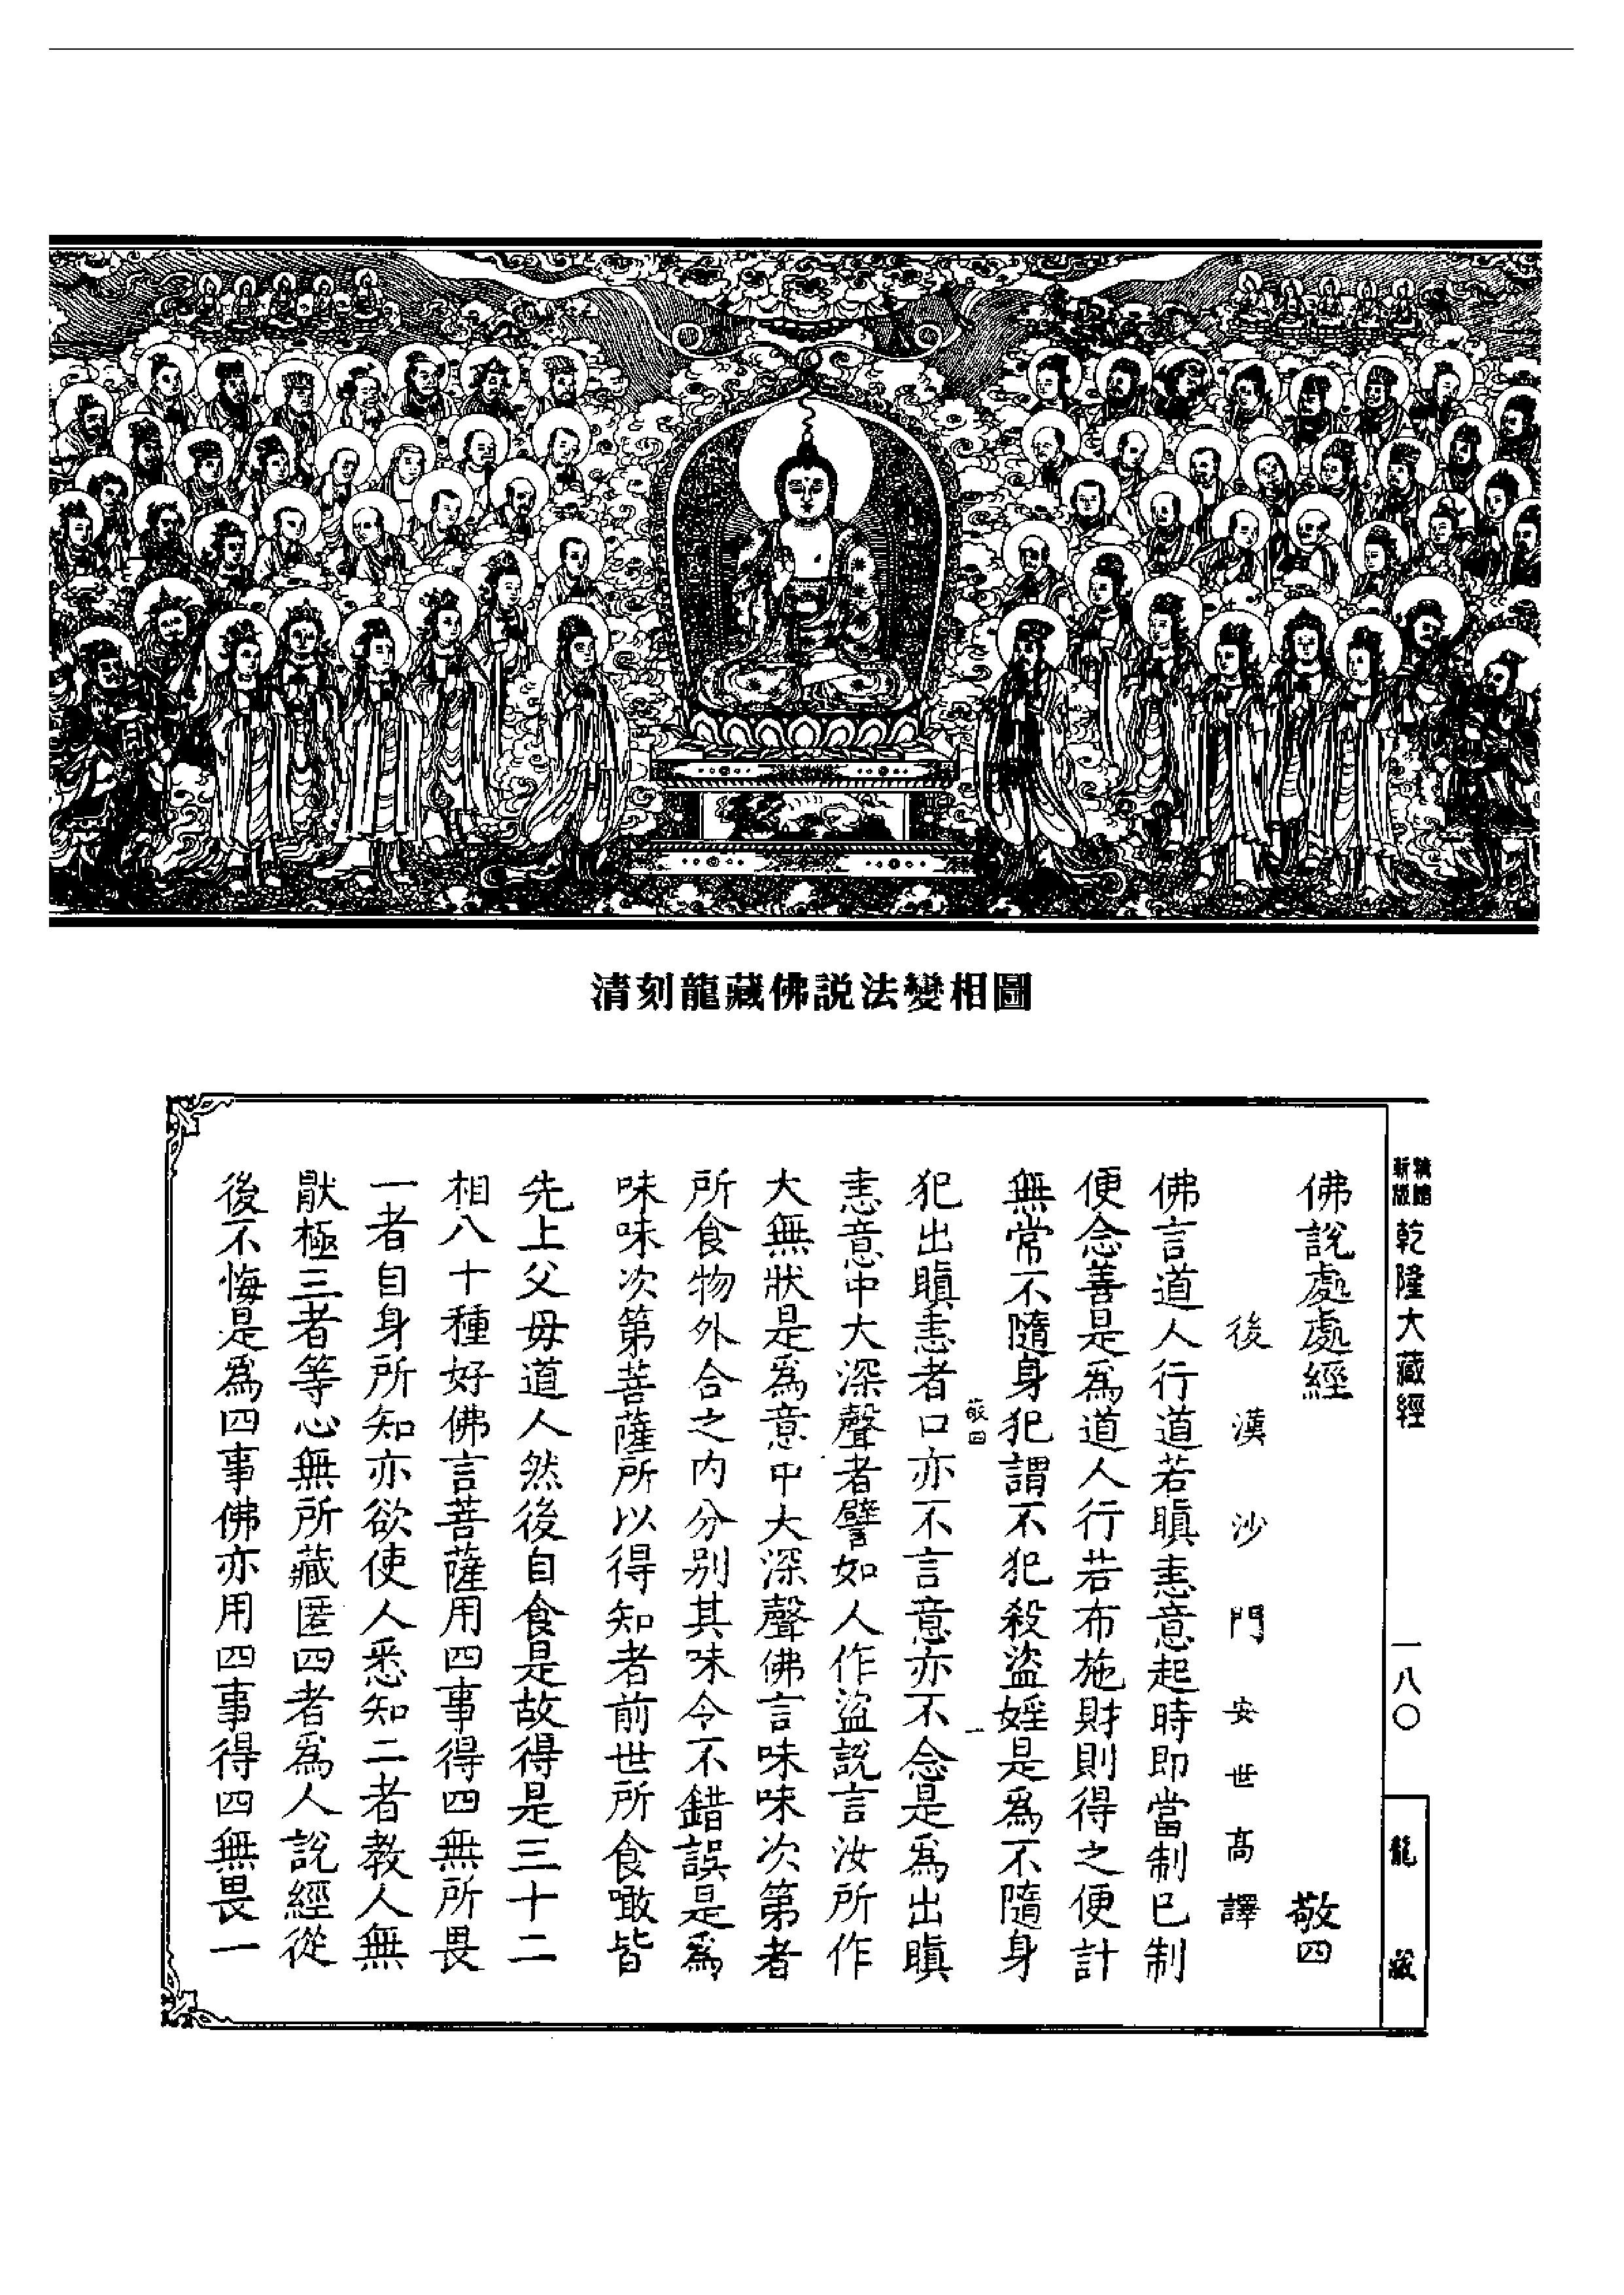 清刻龍藏佛説法變相圖
新版
乾隆大藏經
一八〇
龍藏
佛說處處經 敬四
後漢沙門安世高譯
佛言道人行道若瞋恚意起時即當制已制
便念善是爲道人行若布施財則得之便計
無常不隨身犯謂不犯殺盗婬是爲不隨身
敬四 一
犯出瞋恚者口亦不言意亦不念是爲出瞋
恚意中大深聲者譬如人作盜說言汝所作
大無狀是爲意中大深聲佛言味味次第者
所食物外合之内分别其味令不錯誤是爲
味味次第菩薩所以得知者前世所食噉皆
先上父母道人然後自食是故得是三十二
相八十種好佛言菩薩用四事得四無所畏
一者自身所知亦欲使人悉知二者教人無
猒極三者等心無所藏匿四者爲人說經從
後不悔是爲四事佛亦用四事得四無畏一